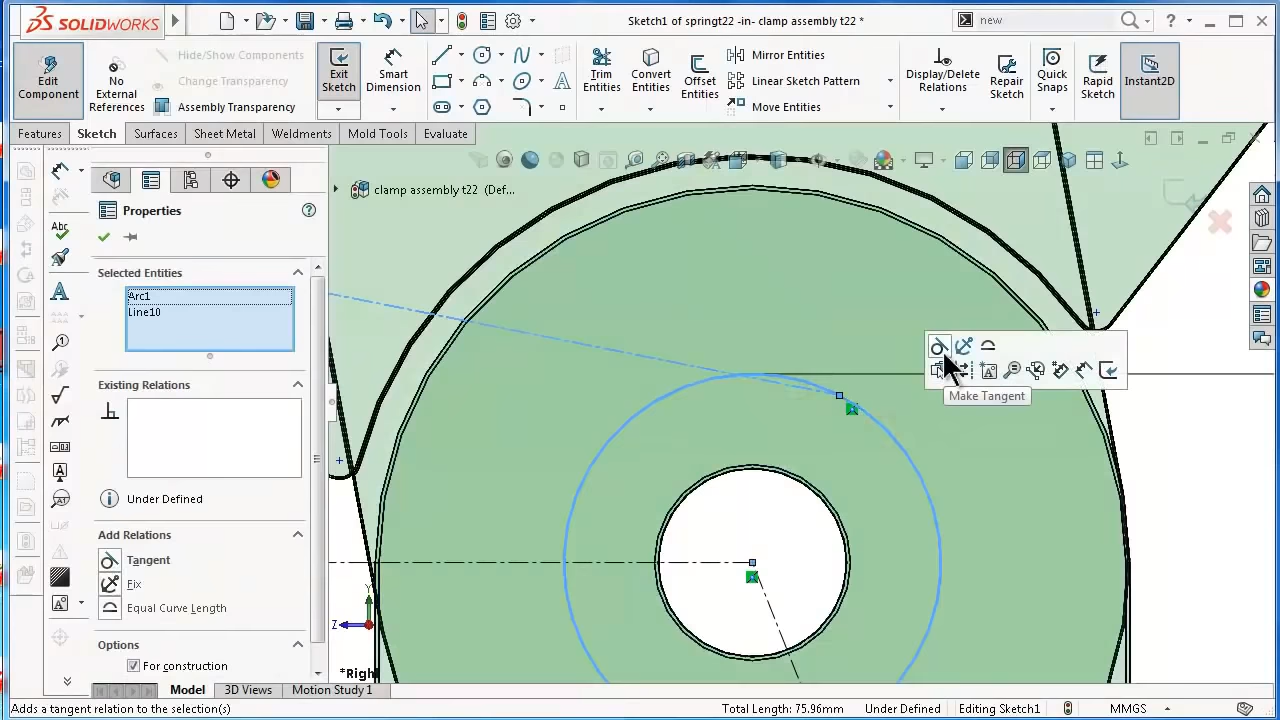 SOLIDWORKS
Sketch1 of springt22 -in- clamp assembly t22 *
new
?
Edit Component
No External References
Hide/Show Components
Change Transparency
Assembly Transparency
Exit Sketch
Smart Dimension
Trim Entities
Convert Entities
Offset Entities
Mirror Entities
Linear Sketch Pattern
Move Entities
Display/Delete Relations
Repair Sketch
Quick Snaps
Rapid Sketch
Instant2D
Features
Sketch
Surfaces
Sheet Metal
Weldments
Mold Tools
Evaluate
clamp assembly t22 (Def...
Properties
?
Selected Entities
Arc1
Line10
Existing Relations
Under Defined
Add Relations
Tangent
Fix
Equal Curve Length
Options
For construction
Abc
Make Tangent
Y
Z
*Right
Model
3D Views
Motion Study 1
Adds a tangent relation to the selection(s)
Total Length: 75.96mm
Under Defined
Editing Sketch1
MMGS